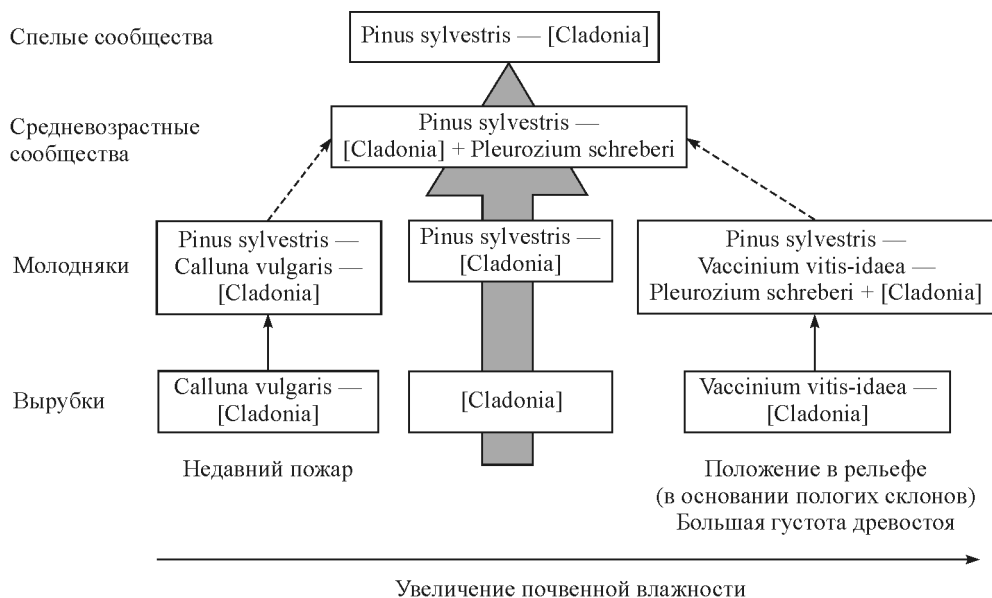 Спелые сообщества
Pinus sylvestris — [Cladonia]
Средневозрастные
сообщества
Pinus sylvestris —
[Cladonia] + Pleurozium schreberi
Молодняки
Pinus sylvestris —
Calluna vulgaris —
[Cladonia]
Pinus sylvestris —
[Cladonia]
Pinus sylvestris —
Vaccinium vitis-idaea —
Pleurozium schreberi + [Cladonia]
Вырубки
Calluna vulgaris —
[Cladonia]
[Cladonia]
Vaccinium vitis-idaea —
[Cladonia]
Недавний пожар
Положение в рельефе
(в основании пологих склонов)
Большая густота древостоя
Увеличение почвенной влажности